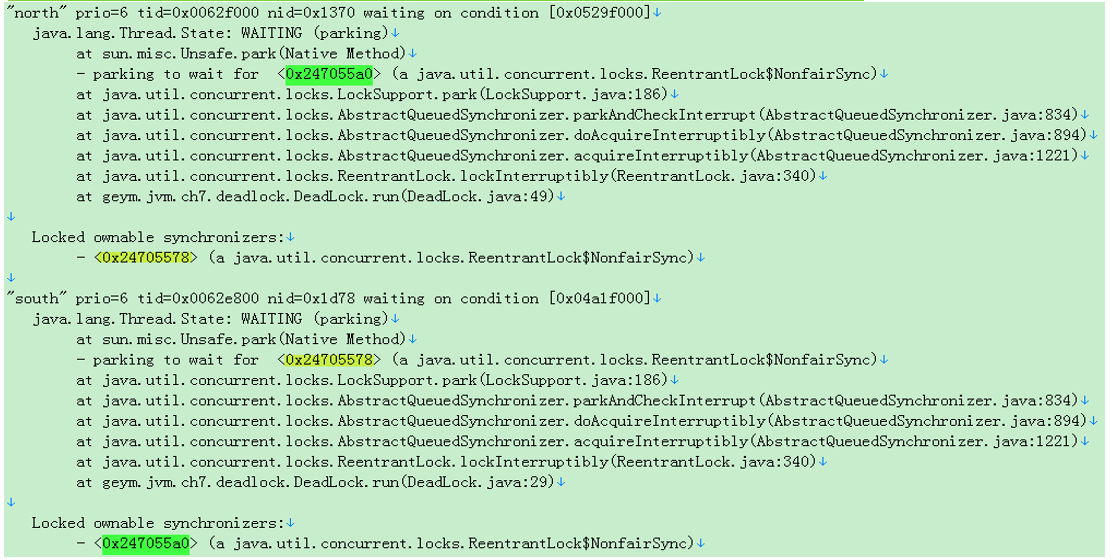 "north" prio=6 tid=0x0062f000 nid=0x1370 waiting on condition [0x0529f000]↓
java.lang.Thread.State: WAITING (parking)↓
at sun.misc.Unsafe.park(Native Method)↓
- parking to wait for <0x247055a0> (a java.util.concurrent.locks.ReentrantLock$NonfairSync)↓
at java.util.concurrent.locks.LockSupport.park(LockSupport.java:186)↓
at java.util.concurrent.locks.AbstractQueuedSynchronizer.parkAndCheckInterrupt(AbstractQueuedSynchronizer.java:834)↓
at java.util.concurrent.locks.AbstractQueuedSynchronizer.doAcquireInterruptibly(AbstractQueuedSynchronizer.java:894)↓
at java.util.concurrent.locks.AbstractQueuedSynchronizer.acquireInterruptibly(AbstractQueuedSynchronizer.java:1221)↓
at java.util.concurrent.locks.ReentrantLock.lockInterruptibly(ReentrantLock.java:340)↓
at geym.jvm.ch7.deadlock.DeadLock.run(DeadLock.java:49)↓
↓
Locked ownable synchronizers:↓
- <0x24705578> (a java.util.concurrent.locks.ReentrantLock$NonfairSync)↓
↓
"south" prio=6 tid=0x0062e800 nid=0x1d78 waiting on condition [0x04a1f000]↓
java.lang.Thread.State: WAITING (parking)↓
at sun.misc.Unsafe.park(Native Method)↓
- parking to wait for <0x24705578> (a java.util.concurrent.locks.ReentrantLock$NonfairSync)↓
at java.util.concurrent.locks.LockSupport.park(LockSupport.java:186)↓
at java.util.concurrent.locks.AbstractQueuedSynchronizer.parkAndCheckInterrupt(AbstractQueuedSynchronizer.java:834)↓
at java.util.concurrent.locks.AbstractQueuedSynchronizer.doAcquireInterruptibly(AbstractQueuedSynchronizer.java:894)↓
at java.util.concurrent.locks.AbstractQueuedSynchronizer.acquireInterruptibly(AbstractQueuedSynchronizer.java:1221)↓
at java.util.concurrent.locks.ReentrantLock.lockInterruptibly(ReentrantLock.java:340)↓
at geym.jvm.ch7.deadlock.DeadLock.run(DeadLock.java:29)↓
↓
Locked ownable synchronizers:↓
- <0x247055a0> (a java.util.concurrent.locks.ReentrantLock$NonfairSync)↓